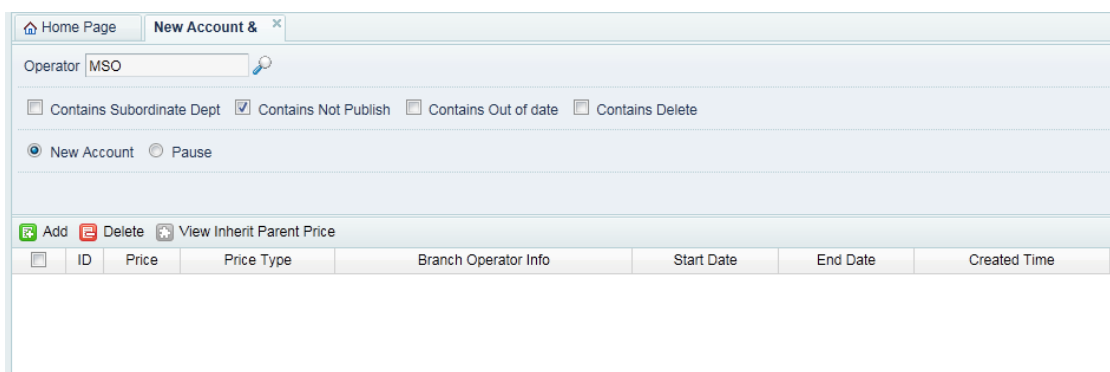 Home Page New Account &
Operator MSO
Contains Subordinate Dept Contains Not Publish Contains Out of date Contains Delete
New Account Pause
Add Delete View Inherit Parent Price
ID Price Price Type Branch Operator Info Start Date End Date Created Time